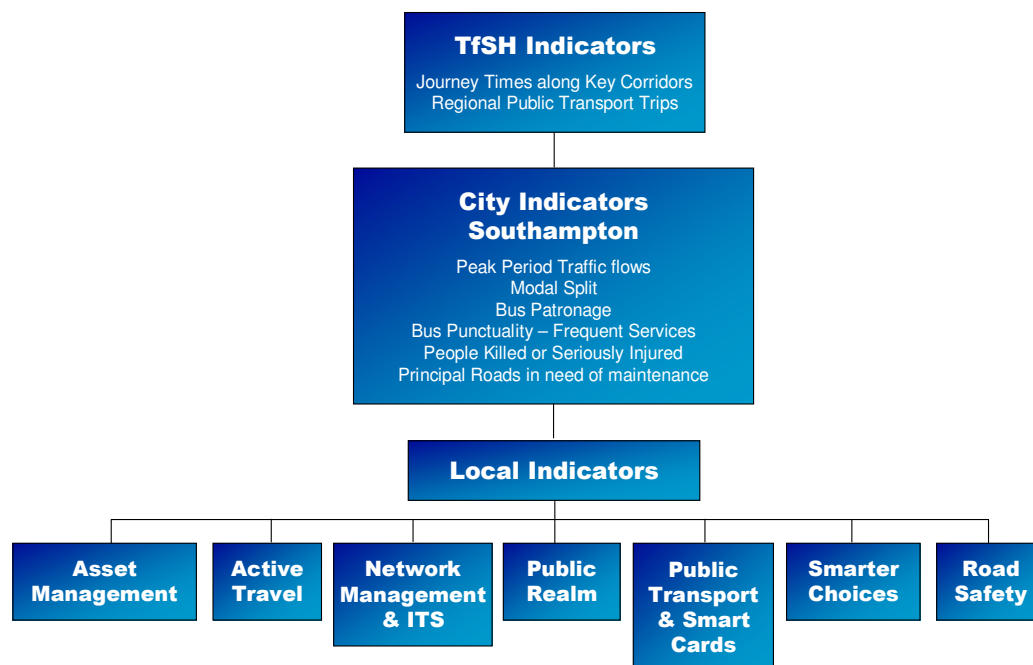 TfSH Indicators
Journey Times along Key Corridors
Regional Public Transport Trips
City Indicators
Southampton
Peak Period Traffic flows
Modal Split
Bus Patronage
Bus Punctuality – Frequent Services
People Killed or Seriously Injured
Principal Roads in need of maintenance
Local Indicators
Asset
Management
Active
Travel
Network
Management
& ITS
Public
Realm
Public
Transport
& Smart
Cards
Smarter
Choices
Road
Safety